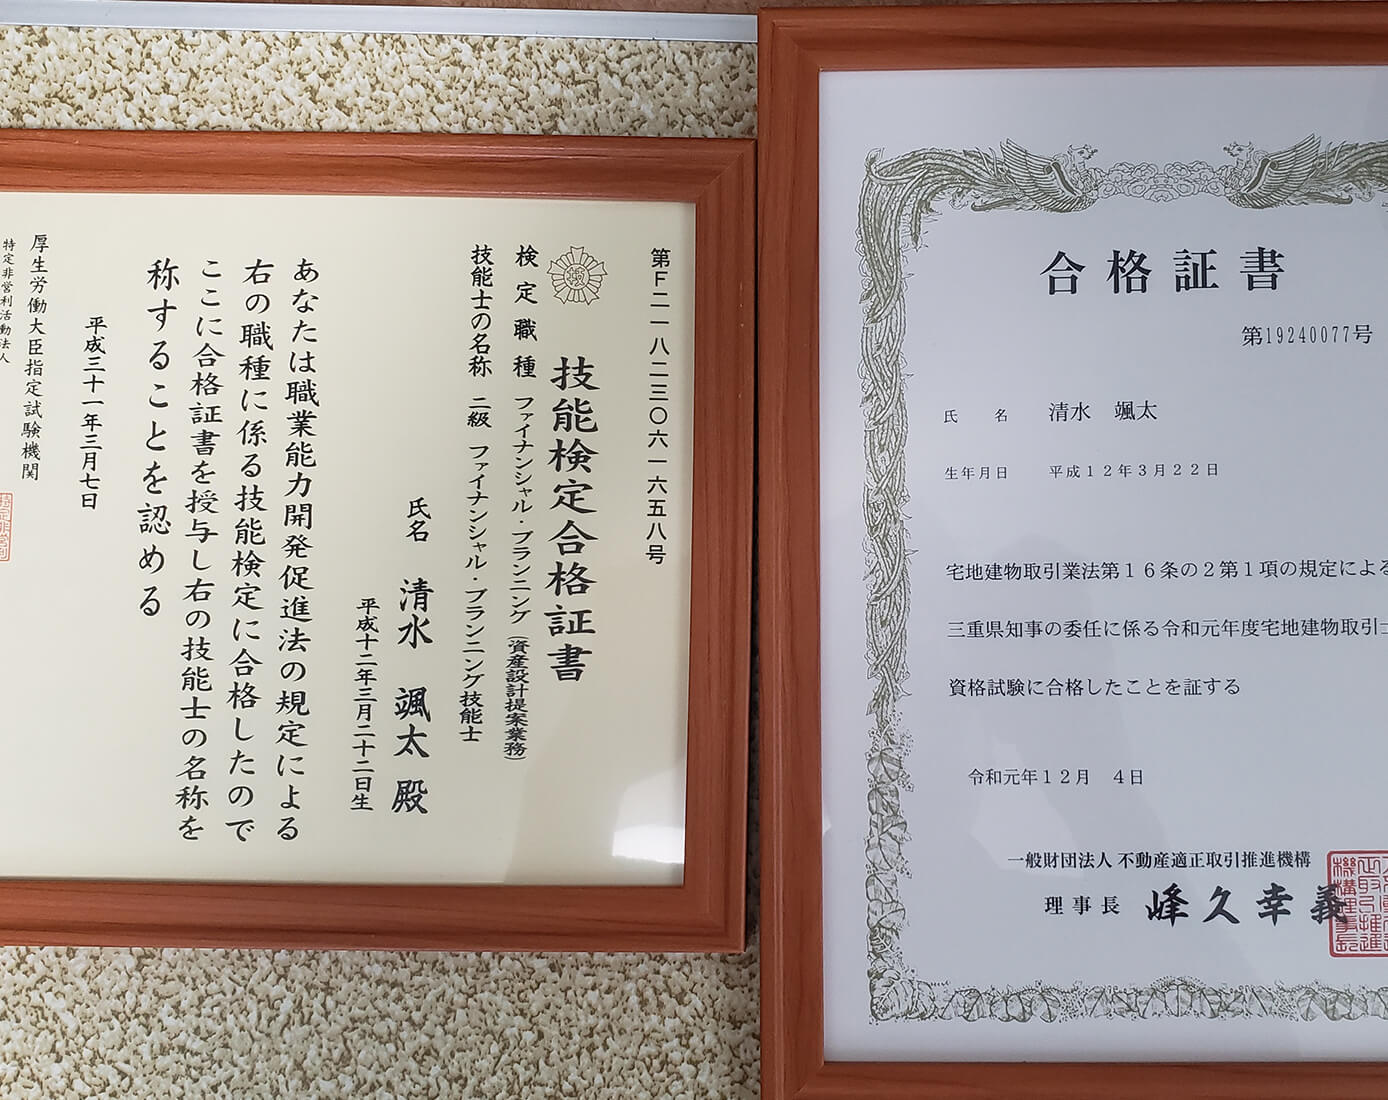 第F二一八二三〇六一六五八号
技能検定合格証書
検定職種 ファイナンシャル・プランニング(資産設計提案業務)
技能士の名称 二級 ファイナンシャル・プランニング技能士
氏名 清水 颯太 殿
平成十二年三月二十二日生
あなたは職業能力開発促進法の規定による
右の職種に係る技能検定に合格したので
ここに合格証書を授与し右の技能士の名称を
称することを認める
平成三十一年三月七日
厚生労働大臣指定試験機関
特定非営利活動法人
合格証書
第19240077号
氏名 清水 颯太
生年月日 平成12年3月22日
宅地建物取引業法第16条の2第1項の規定による
三重県知事の委任に係る令和元年度宅地建物取引士
資格試験に合格したことを証する
令和元年12月 4日
一般財団法人 不動産適正取引推進機構
理事長 峰久幸義